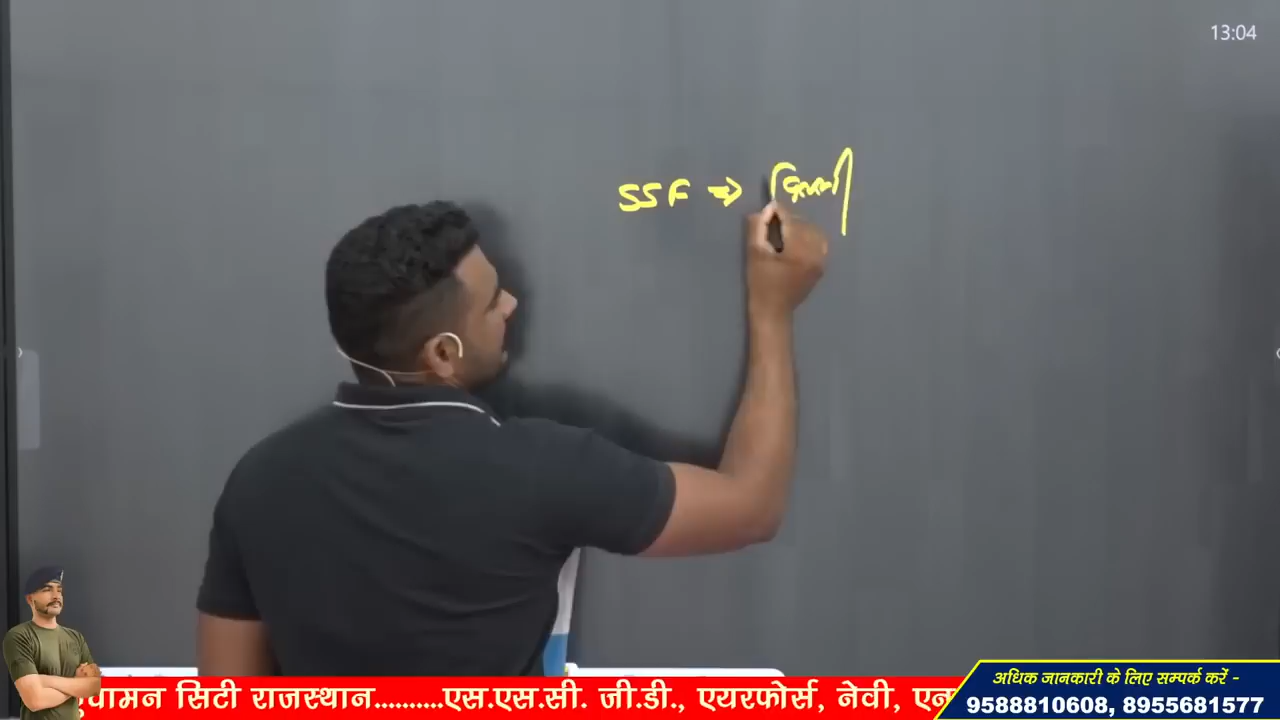 13:04
SSF ⇒
कुचामन सिटी राजस्थान..........एस.एस.सी. जी.डी., एयरफोर्स, नेवी, एन
अधिक जानकारी के लिए सम्पर्क करें -
9588810608, 8955681577